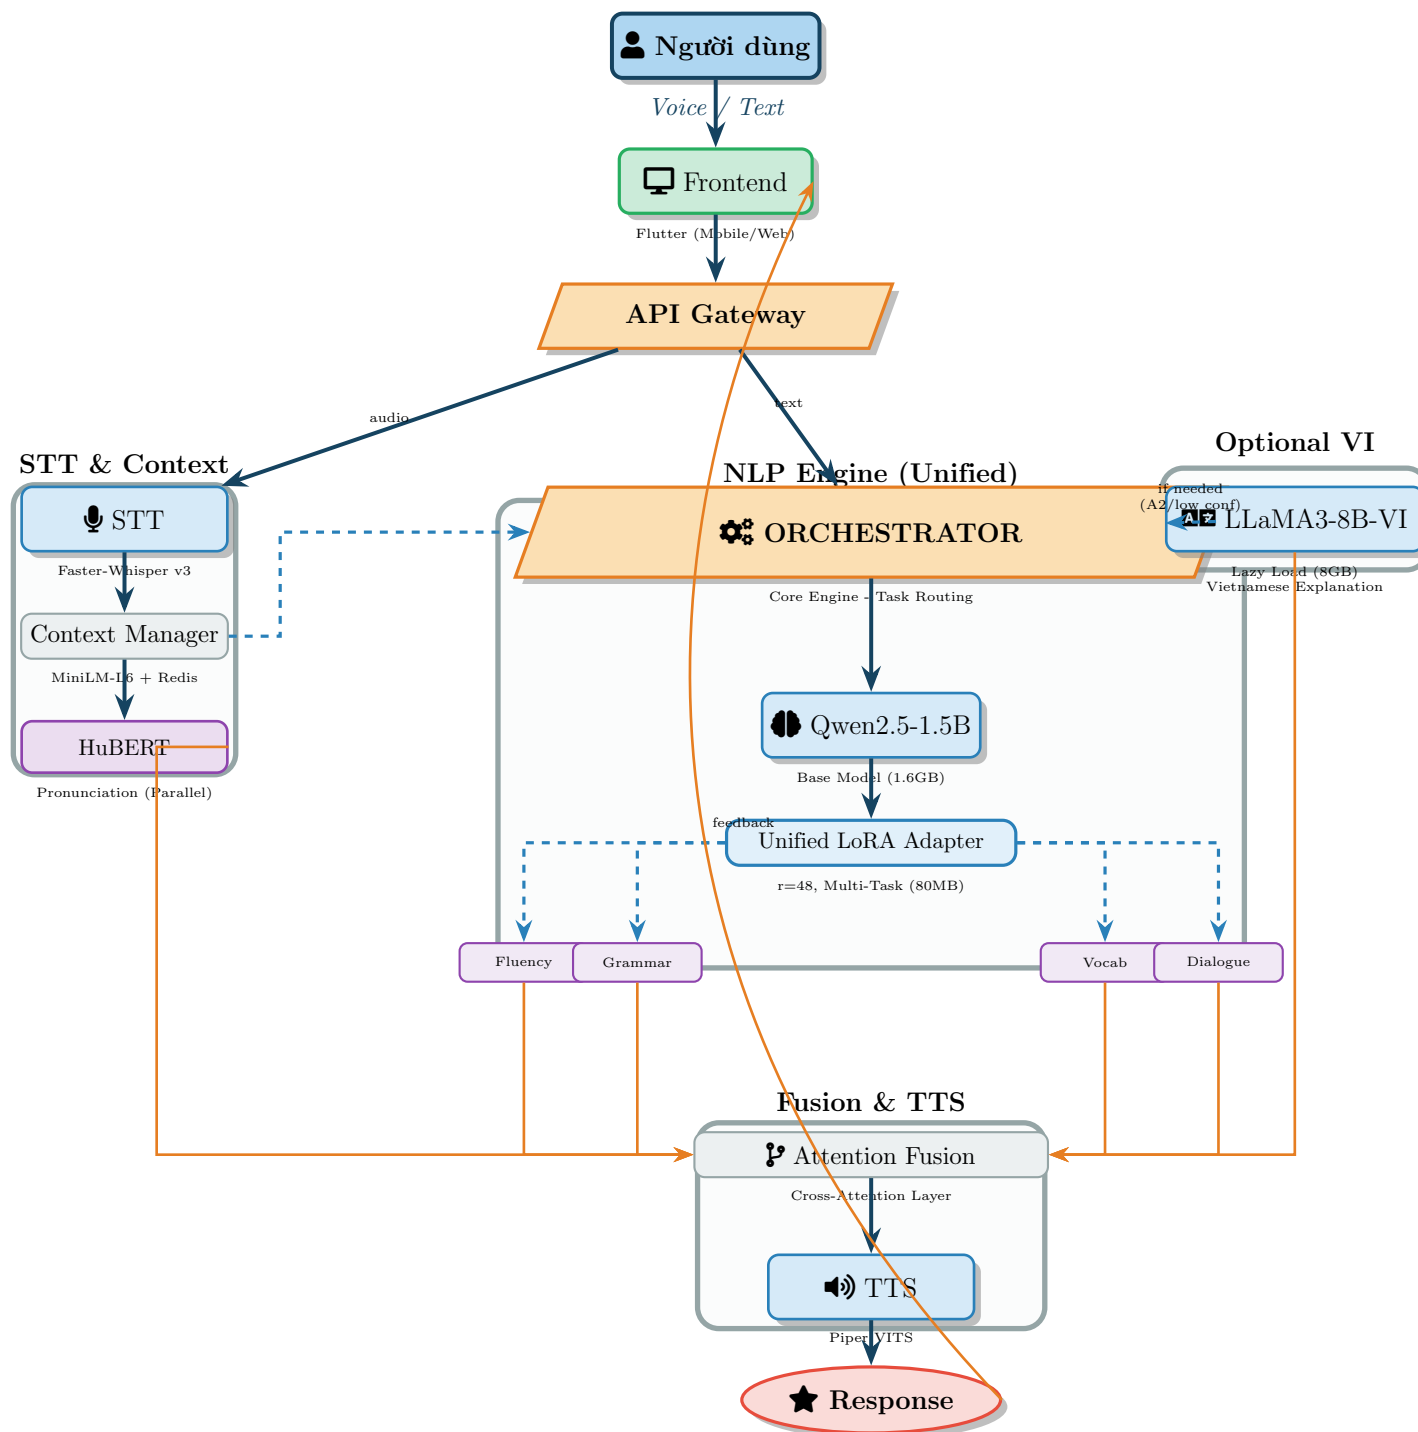 Người dùng
Voice / Text
Frontend
Flutter (Mobile/Web)
API Gateway
audio
text
STT & Context
STT
Faster-Whisper v3
Context Manager
MiniLM-L6 + Redis
HuBERT
Pronunciation (Parallel)
NLP Engine (Unified)
ORCHESTRATOR
Core Engine - Task Routing
Qwen2.5-1.5B
Base Model (1.6GB)
feedback
Unified LoRA Adapter
r=48, Multi-Task (80MB)
Fluency
Grammar
Vocab
Dialogue
Optional VI
if needed
(A2/low conf)
LLaMA3-8B-VI
Lazy Load (8GB)
Vietnamese Explanation
Fusion & TTS
Attention Fusion
Cross-Attention Layer
TTS
Piper VITS
Response